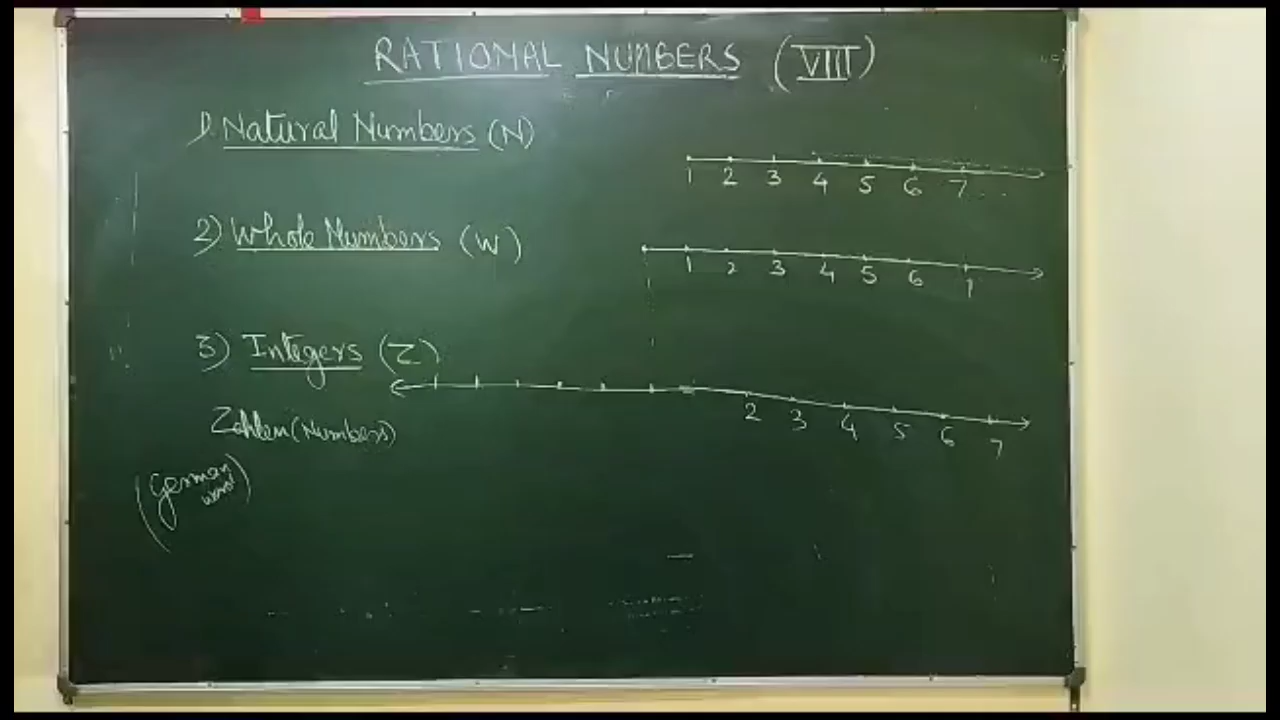 RATIONAL NUMBERS (VIII)
1) Natural Numbers (N)
1 2 3 4 5 6 7 . . .
2) Whole Numbers (W)
1 2 3 4 5 6 1
3) Integers (Z)
2 3 4 5 6 7
Zahlen (Numbers)
(German word)